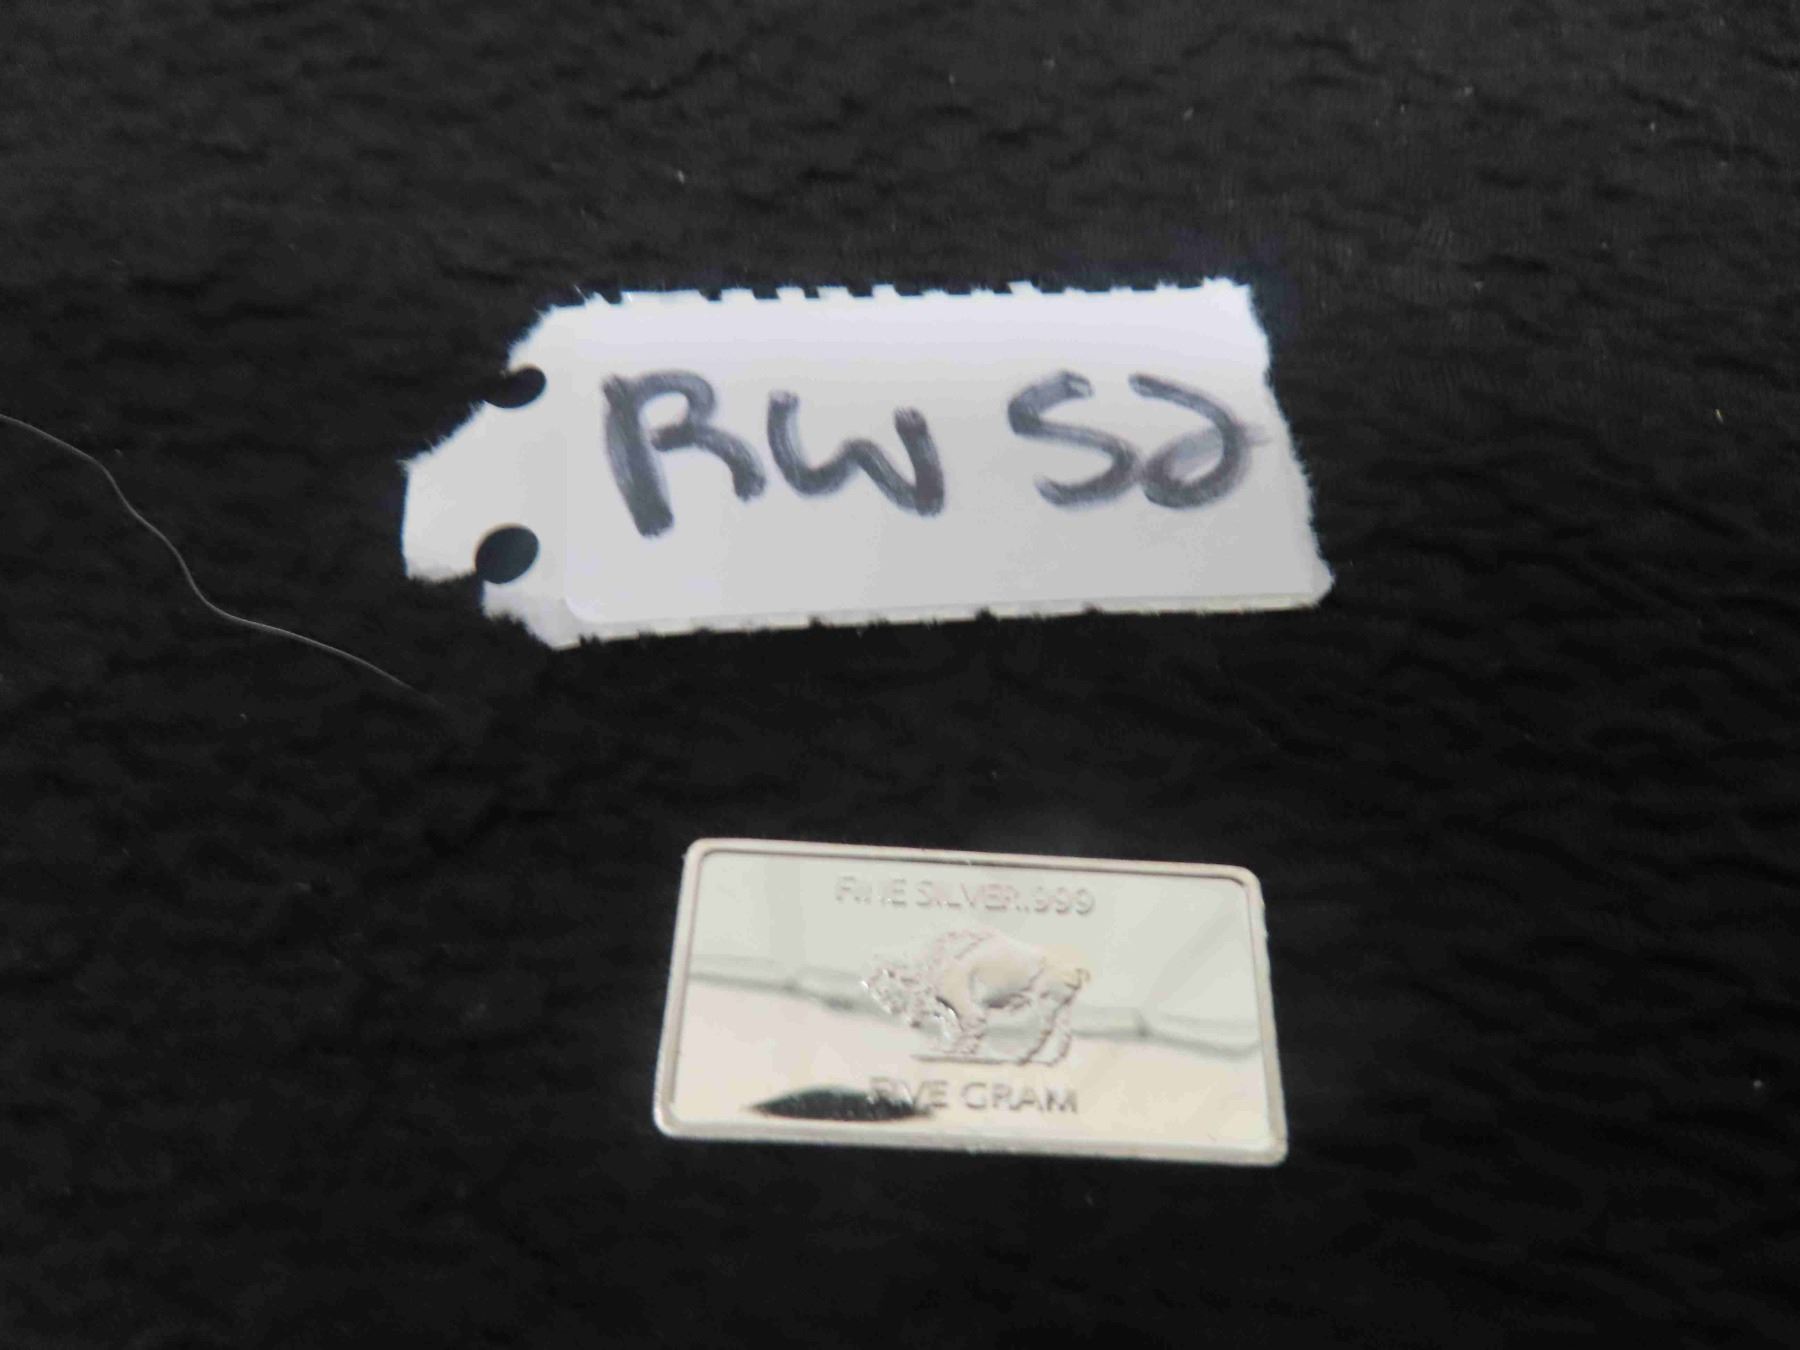 RW 52
FINE SILVER .999
FIVE GRAM